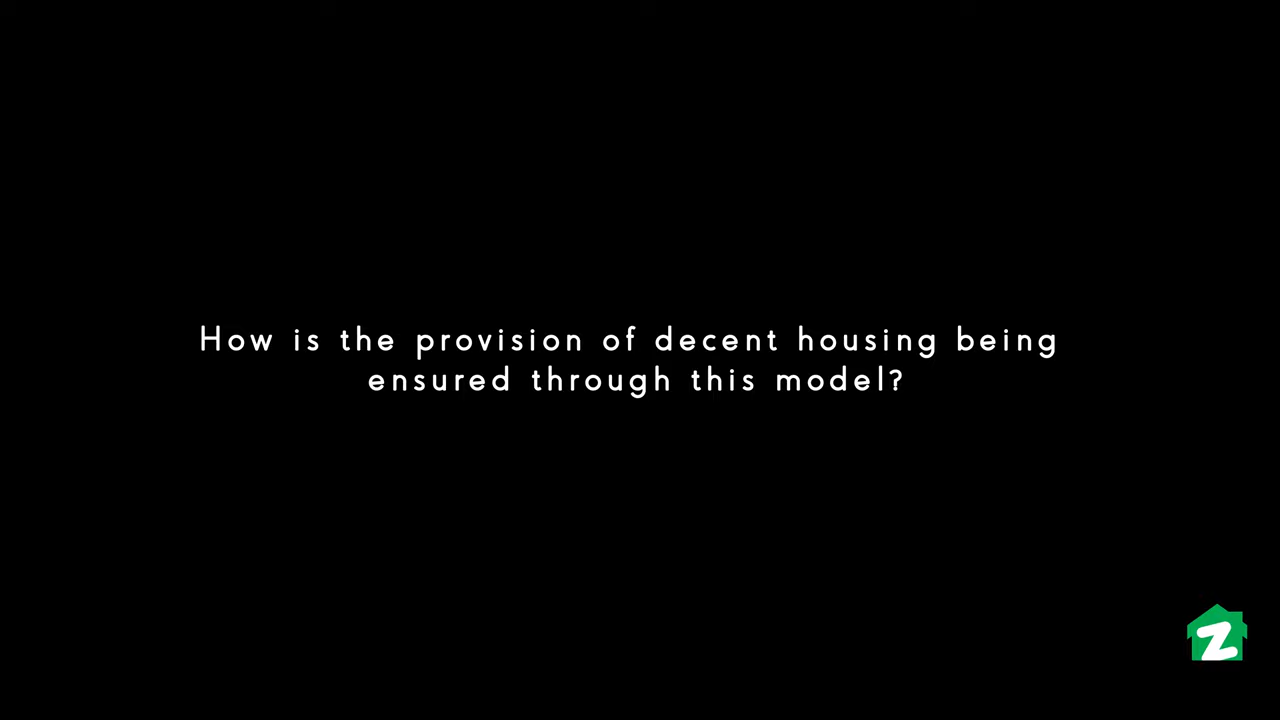 How is the provision of decent housing being
ensured through this model?
Z